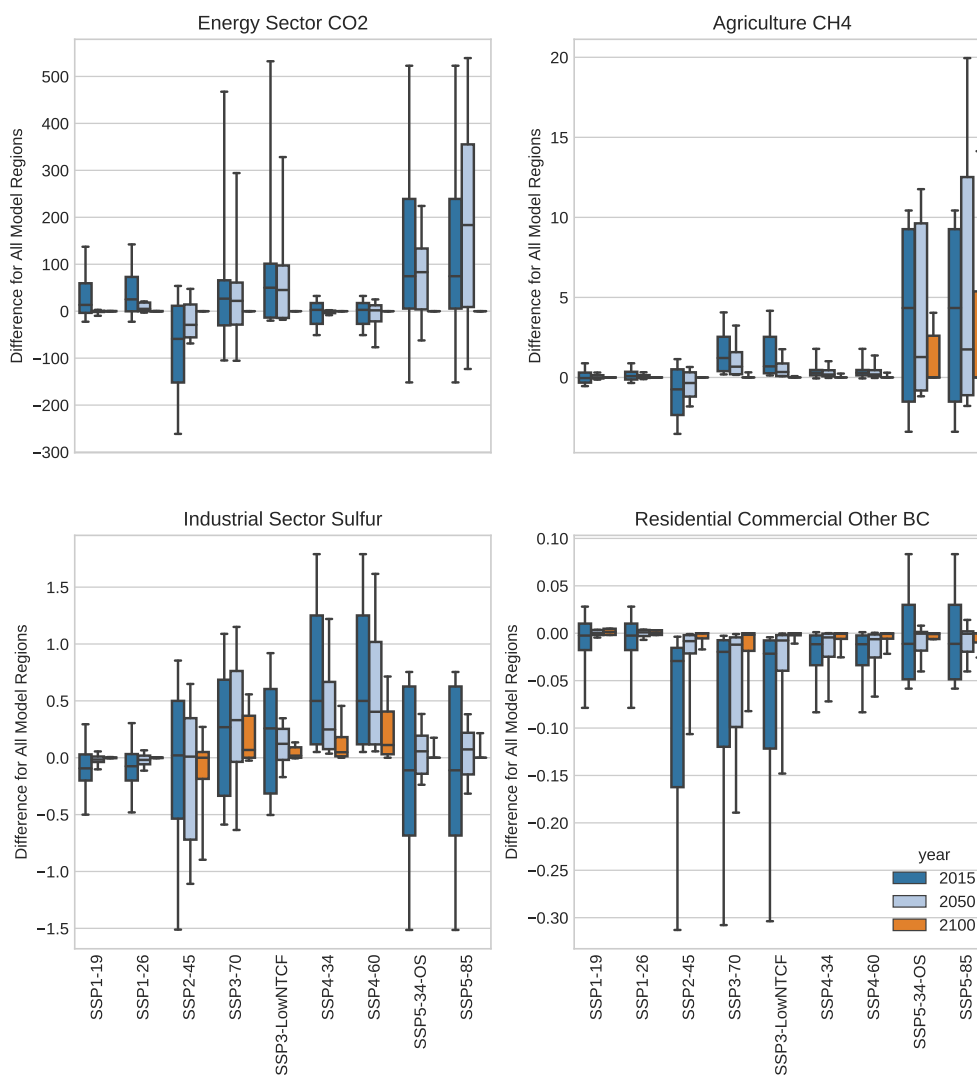 Energy Sector CO2
Agriculture CH4
Difference for All Model Regions
500
400
300
200
100
0
−100
−200
−300
Difference for All Model Regions
20
15
10
5
0
Industrial Sector Sulfur
Residential Commercial Other BC
Difference for All Model Regions
1.5
1.0
0.5
0.0
−0.5
−1.0
−1.5
Difference for All Model Regions
0.10
0.05
0.00
−0.05
−0.10
−0.15
−0.20
−0.25
−0.30
year
2015
2050
2100
SSP1-19
SSP1-26
SSP2-45
SSP3-70
SSP3-LowNTCF
SSP4-34
SSP4-60
SSP5-34-OS
SSP5-85
SSP1-19
SSP1-26
SSP2-45
SSP3-70
SSP3-LowNTCF
SSP4-34
SSP4-60
SSP5-34-OS
SSP5-85